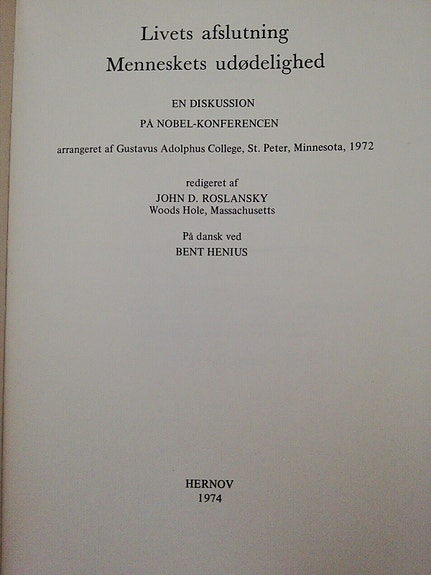 Livets afslutning
Menneskets udødelighed
EN DISKUSSION
PÅ NOBEL-KONFERENCEN
arrangeret af Gustavus Adolphus College, St. Peter, Minnesota, 1972
redigeret af
JOHN D. ROSLANSKY
Woods Hole, Massachusetts
På dansk ved
BENT HENIUS
HERNOV
1974